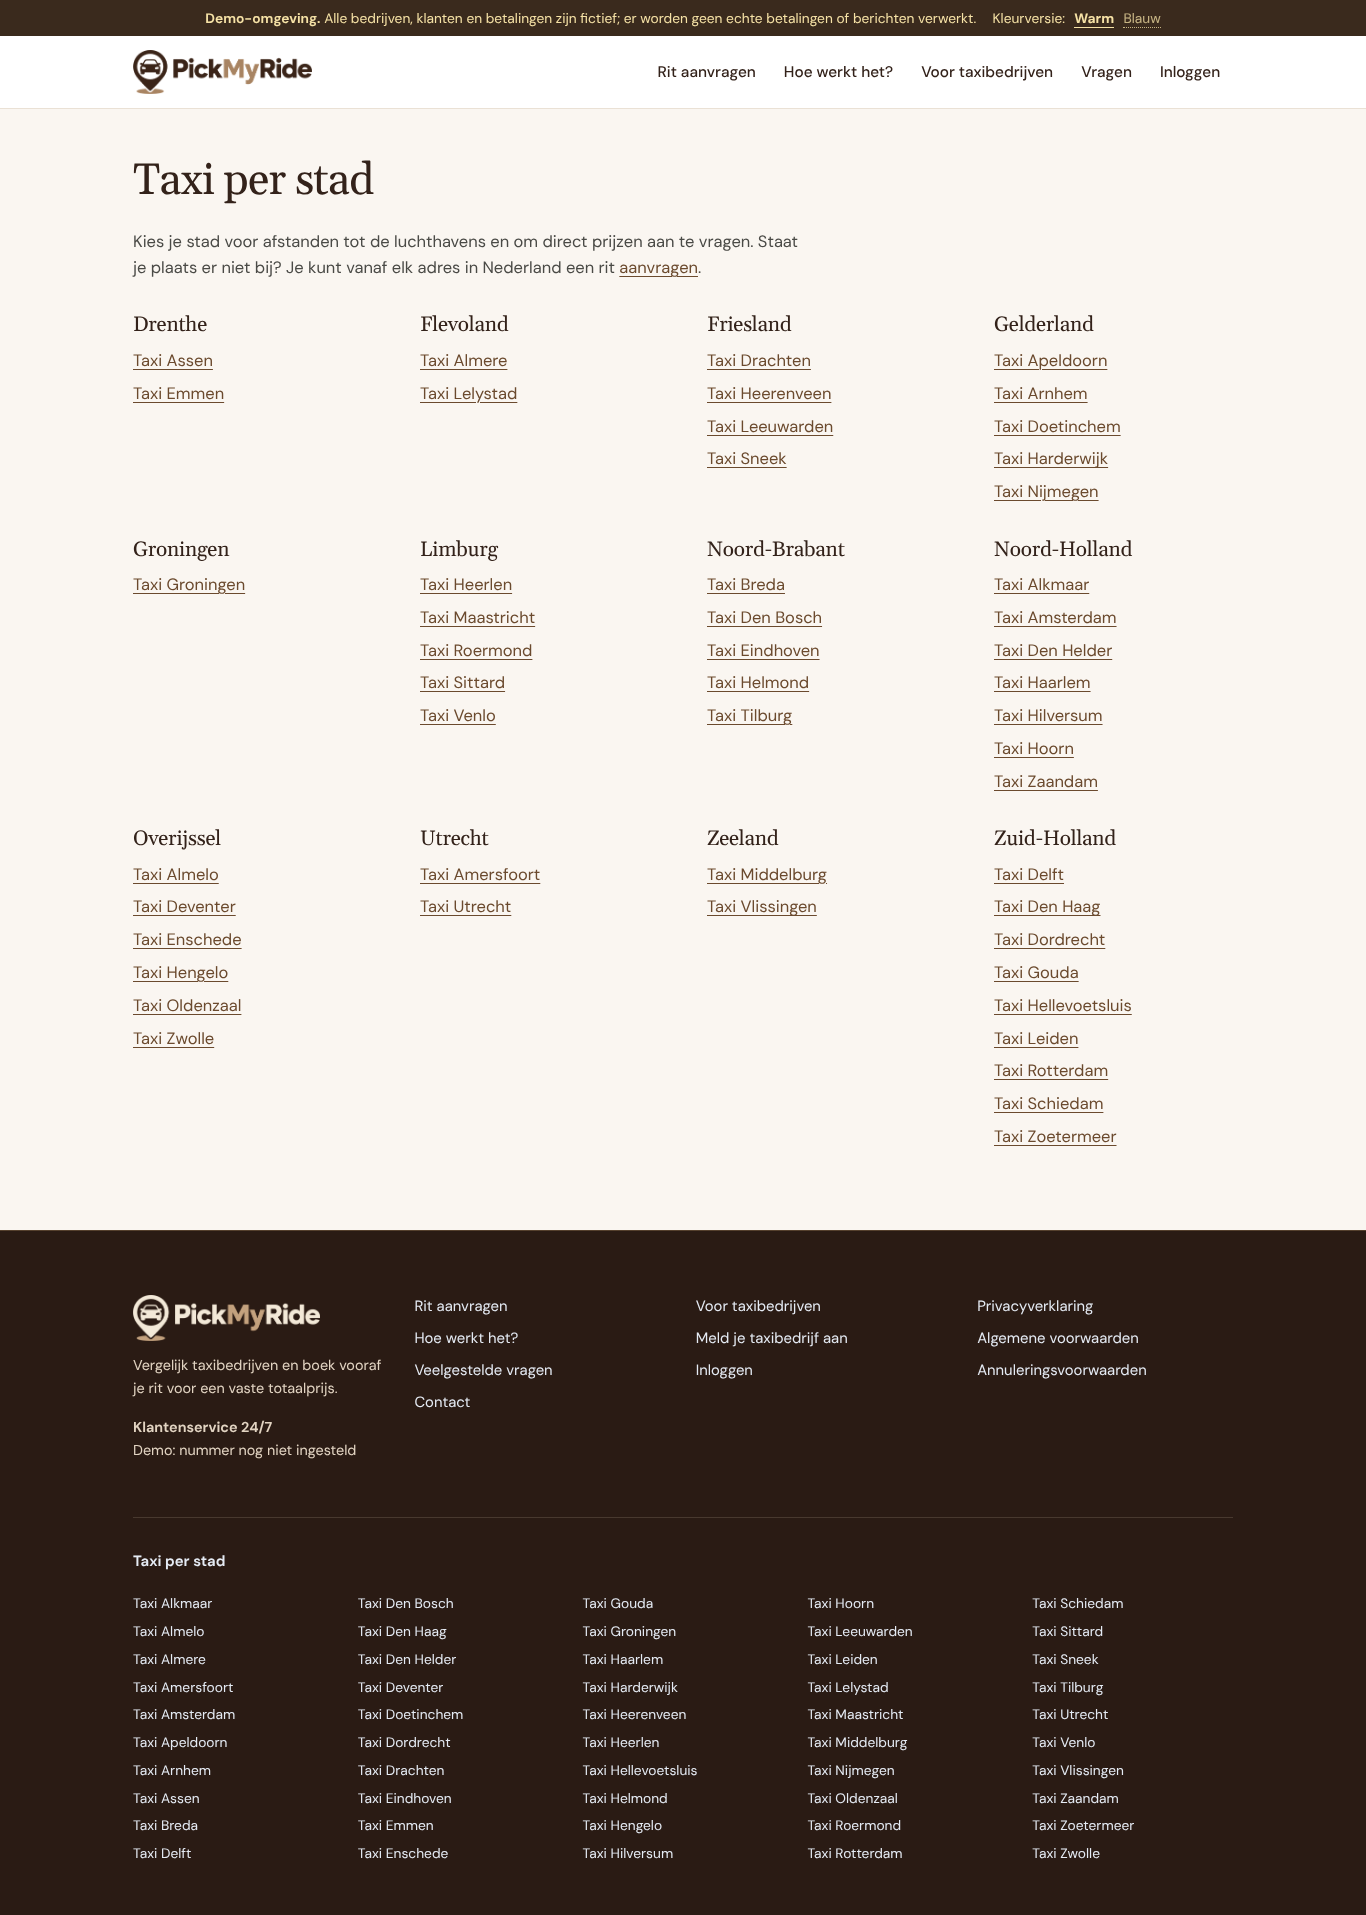 Demo-omgeving. Alle bedrijven, klanten en betalingen zijn fictief; er worden geen echte betalingen of berichten verwerkt. Kleurversie: Warm Blauw
PickMyRide
Rit aanvragen Hoe werkt het? Voor taxibedrijven Vragen Inloggen
Taxi per stad
Kies je stad voor afstanden tot de luchthavens en om direct prijzen aan te vragen. Staat
je plaats er niet bij? Je kunt vanaf elk adres in Nederland een rit aanvragen.
Drenthe
Taxi Assen
Taxi Emmen
Flevoland
Taxi Almere
Taxi Lelystad
Friesland
Taxi Drachten
Taxi Heerenveen
Taxi Leeuwarden
Taxi Sneek
Gelderland
Taxi Apeldoorn
Taxi Arnhem
Taxi Doetinchem
Taxi Harderwijk
Taxi Nijmegen
Groningen
Taxi Groningen
Limburg
Taxi Heerlen
Taxi Maastricht
Taxi Roermond
Taxi Sittard
Taxi Venlo
Noord-Brabant
Taxi Breda
Taxi Den Bosch
Taxi Eindhoven
Taxi Helmond
Taxi Tilburg
Noord-Holland
Taxi Alkmaar
Taxi Amsterdam
Taxi Den Helder
Taxi Haarlem
Taxi Hilversum
Taxi Hoorn
Taxi Zaandam
Overijssel
Taxi Almelo
Taxi Deventer
Taxi Enschede
Taxi Hengelo
Taxi Oldenzaal
Taxi Zwolle
Utrecht
Taxi Amersfoort
Taxi Utrecht
Zeeland
Taxi Middelburg
Taxi Vlissingen
Zuid-Holland
Taxi Delft
Taxi Den Haag
Taxi Dordrecht
Taxi Gouda
Taxi Hellevoetsluis
Taxi Leiden
Taxi Rotterdam
Taxi Schiedam
Taxi Zoetermeer
PickMyRide
Vergelijk taxibedrijven en boek vooraf
je rit voor een vaste totaalprijs.
Klantenservice 24/7
Demo: nummer nog niet ingesteld
Rit aanvragen
Hoe werkt het?
Veelgestelde vragen
Contact
Voor taxibedrijven
Meld je taxibedrijf aan
Inloggen
Privacyverklaring
Algemene voorwaarden
Annuleringsvoorwaarden
Taxi per stad
Taxi Alkmaar
Taxi Almelo
Taxi Almere
Taxi Amersfoort
Taxi Amsterdam
Taxi Apeldoorn
Taxi Arnhem
Taxi Assen
Taxi Breda
Taxi Delft
Taxi Den Bosch
Taxi Den Haag
Taxi Den Helder
Taxi Deventer
Taxi Doetinchem
Taxi Dordrecht
Taxi Drachten
Taxi Eindhoven
Taxi Emmen
Taxi Enschede
Taxi Gouda
Taxi Groningen
Taxi Haarlem
Taxi Harderwijk
Taxi Heerenveen
Taxi Heerlen
Taxi Hellevoetsluis
Taxi Helmond
Taxi Hengelo
Taxi Hilversum
Taxi Hoorn
Taxi Leeuwarden
Taxi Leiden
Taxi Lelystad
Taxi Maastricht
Taxi Middelburg
Taxi Nijmegen
Taxi Oldenzaal
Taxi Roermond
Taxi Rotterdam
Taxi Schiedam
Taxi Sittard
Taxi Sneek
Taxi Tilburg
Taxi Utrecht
Taxi Venlo
Taxi Vlissingen
Taxi Zaandam
Taxi Zoetermeer
Taxi Zwolle